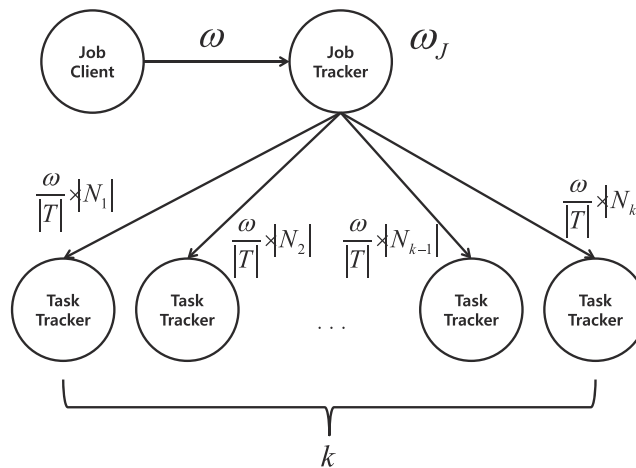 Job
Client
ω
Job
Tracker
ω_J
ω/|T| × |N_1|
ω/|T| × |N_2|
ω/|T| × |N_{k-1}|
ω/|T| × |N_k
Task
Tracker
Task
Tracker
...
Task
Tracker
Task
Tracker
k